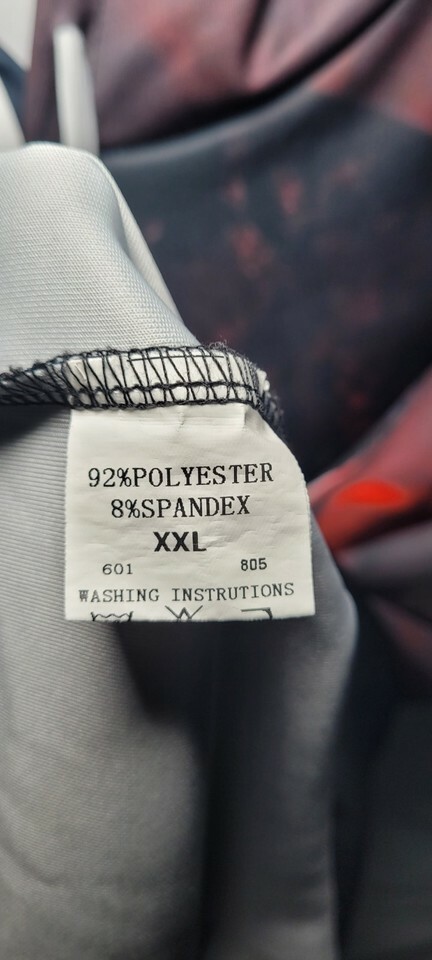 92%POLYESTER
8%SPANDEX
XXL
601 805
WASHING INSTRUTIONS